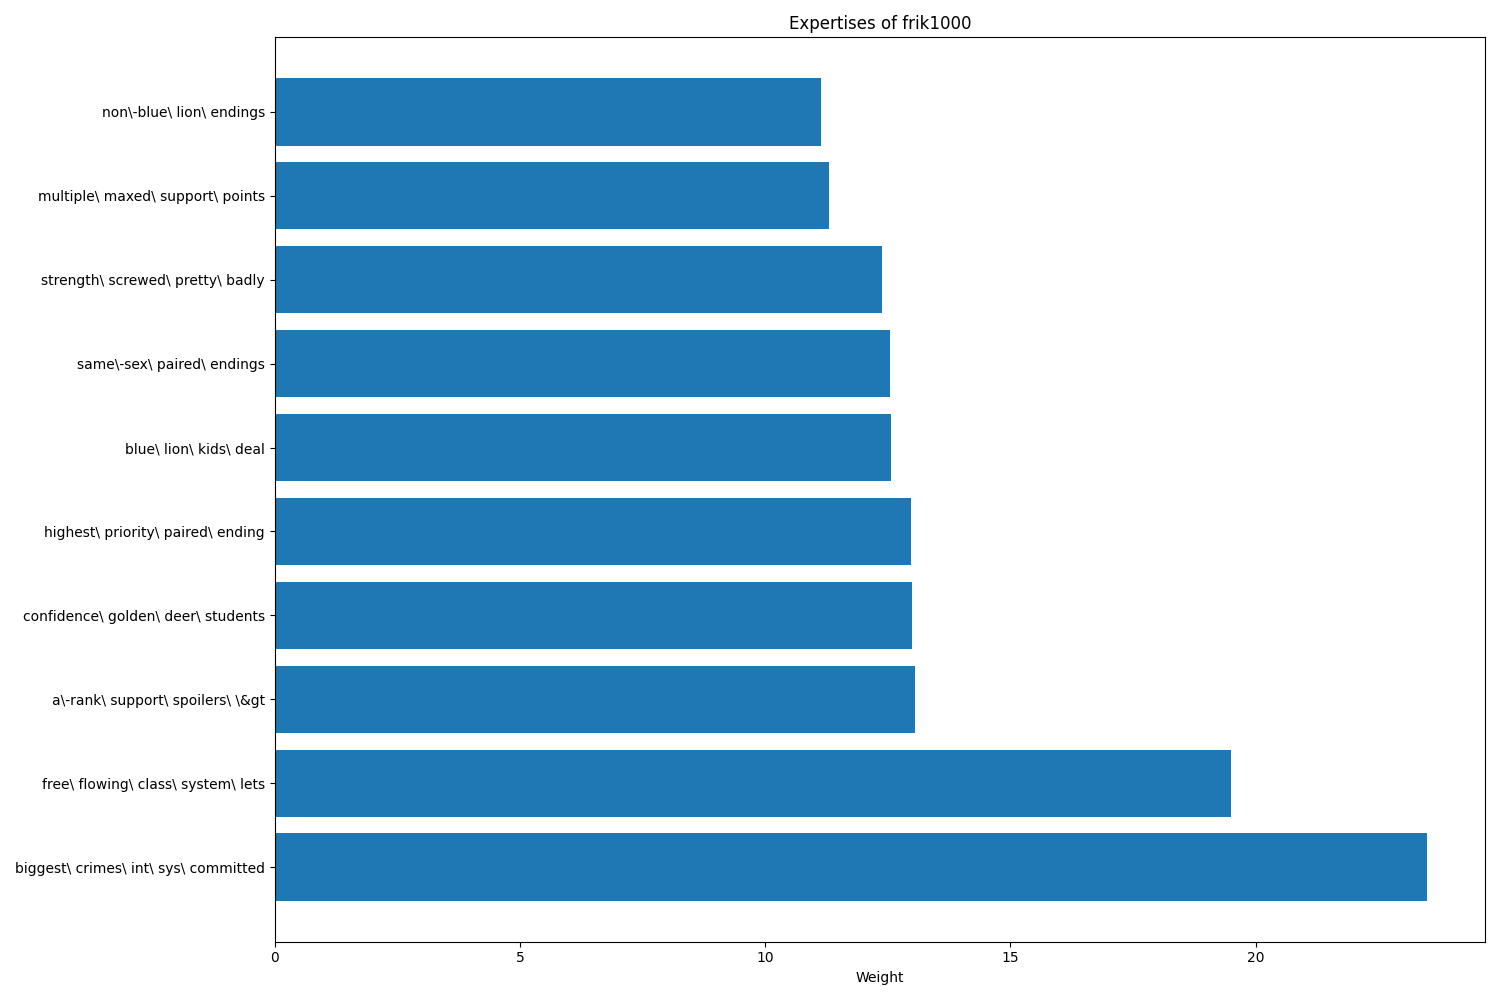 Expertises of frik1000
non\-blue\ lion\ endings
multiple\ maxed\ support\ points
strength\ screwed\ pretty\ badly
same\-sex\ paired\ endings
blue\ lion\ kids\ deal
highest\ priority\ paired\ ending
confidence\ golden\ deer\ students
a\-rank\ support\ spoilers\ \&gt
free\ flowing\ class\ system\ lets
biggest\ crimes\ int\ sys\ committed
0 5 10 15 20
Weight